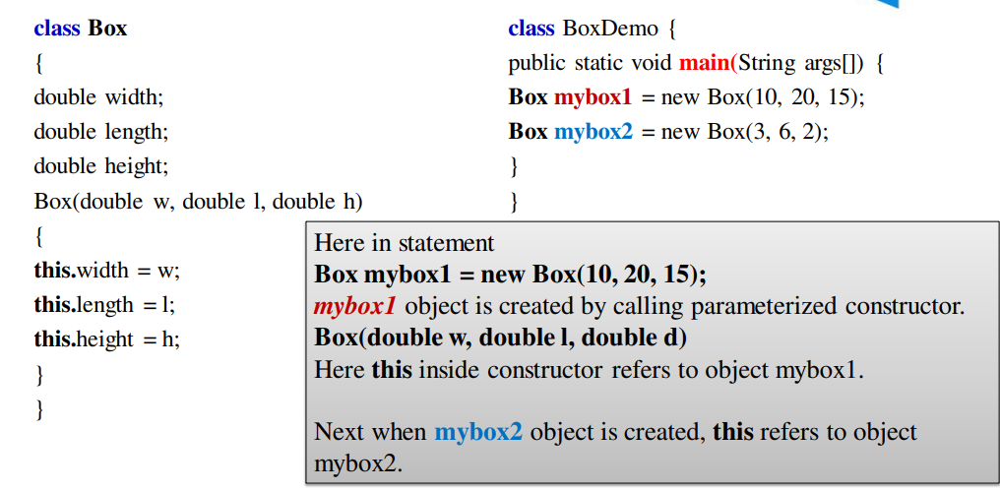 class Box
{
double width;
double length;
double height;
Box(double w, double l, double h)
{
this.width = w;
this.length = l;
this.height = h;
}
}
class BoxDemo {
public static void main(String args[]) {
Box mybox1 = new Box(10, 20, 15);
Box mybox2 = new Box(3, 6, 2);
}
}
Here in statement
Box mybox1 = new Box(10, 20, 15);
mybox1 object is created by calling parameterized constructor.
Box(double w, double l, double d)
Here this inside constructor refers to object mybox1.
Next when mybox2 object is created, this refers to object
mybox2.